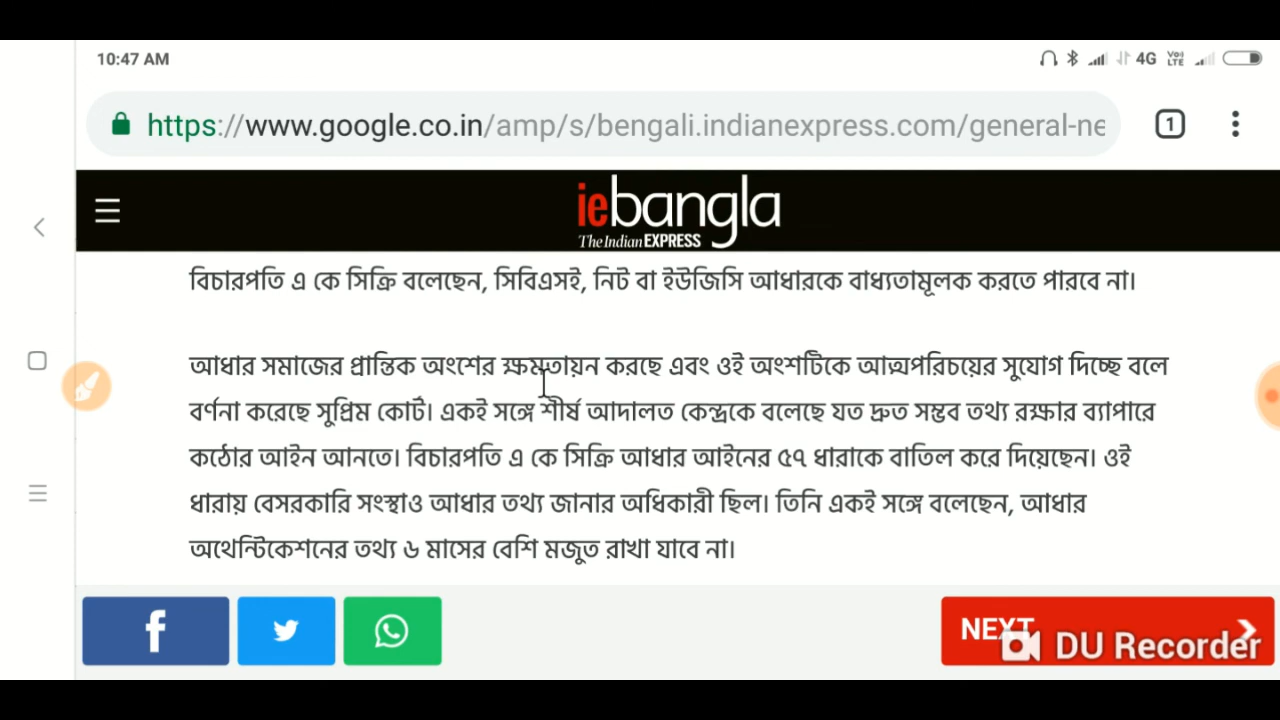 10:47 AM
4G
VoLTE
https://www.google.co.in/amp/s/bengali.indianexpress.com/general-ne
1
iebangla
The Indian EXPRESS
বিচারপতি এ কে সিক্রি বলেছেন, সিবিএসই, নিট বা ইউজিসি আধারকে বাধ্যতামূলক করতে পারবে না।
আধার সমাজের প্রান্তিক অংশের ক্ষমতায়ন করছে এবং ওই অংশটিকে আত্মপরিচয়ের সুযোগ দিচ্ছে বলে
বর্ণনা করেছে সুপ্রিম কোর্ট। একই সঙ্গে শীর্ষ আদালত কেন্দ্রকে বলেছে যত দ্রুত সম্ভব তথ্য রক্ষার ব্যাপারে
কঠোর আইন আনতে। বিচারপতি এ কে সিক্রি আধার আইনের ৫৭ ধারাকে বাতিল করে দিয়েছেন। ওই
ধারায় বেসরকারি সংস্থাও আধার তথ্য জানার অধিকারী ছিল। তিনি একই সঙ্গে বলেছেন, আধার
অথেন্টিকেশনের তথ্য ৬ মাসের বেশি মজুত রাখা যাবে না।
NEXT
DU Recorder